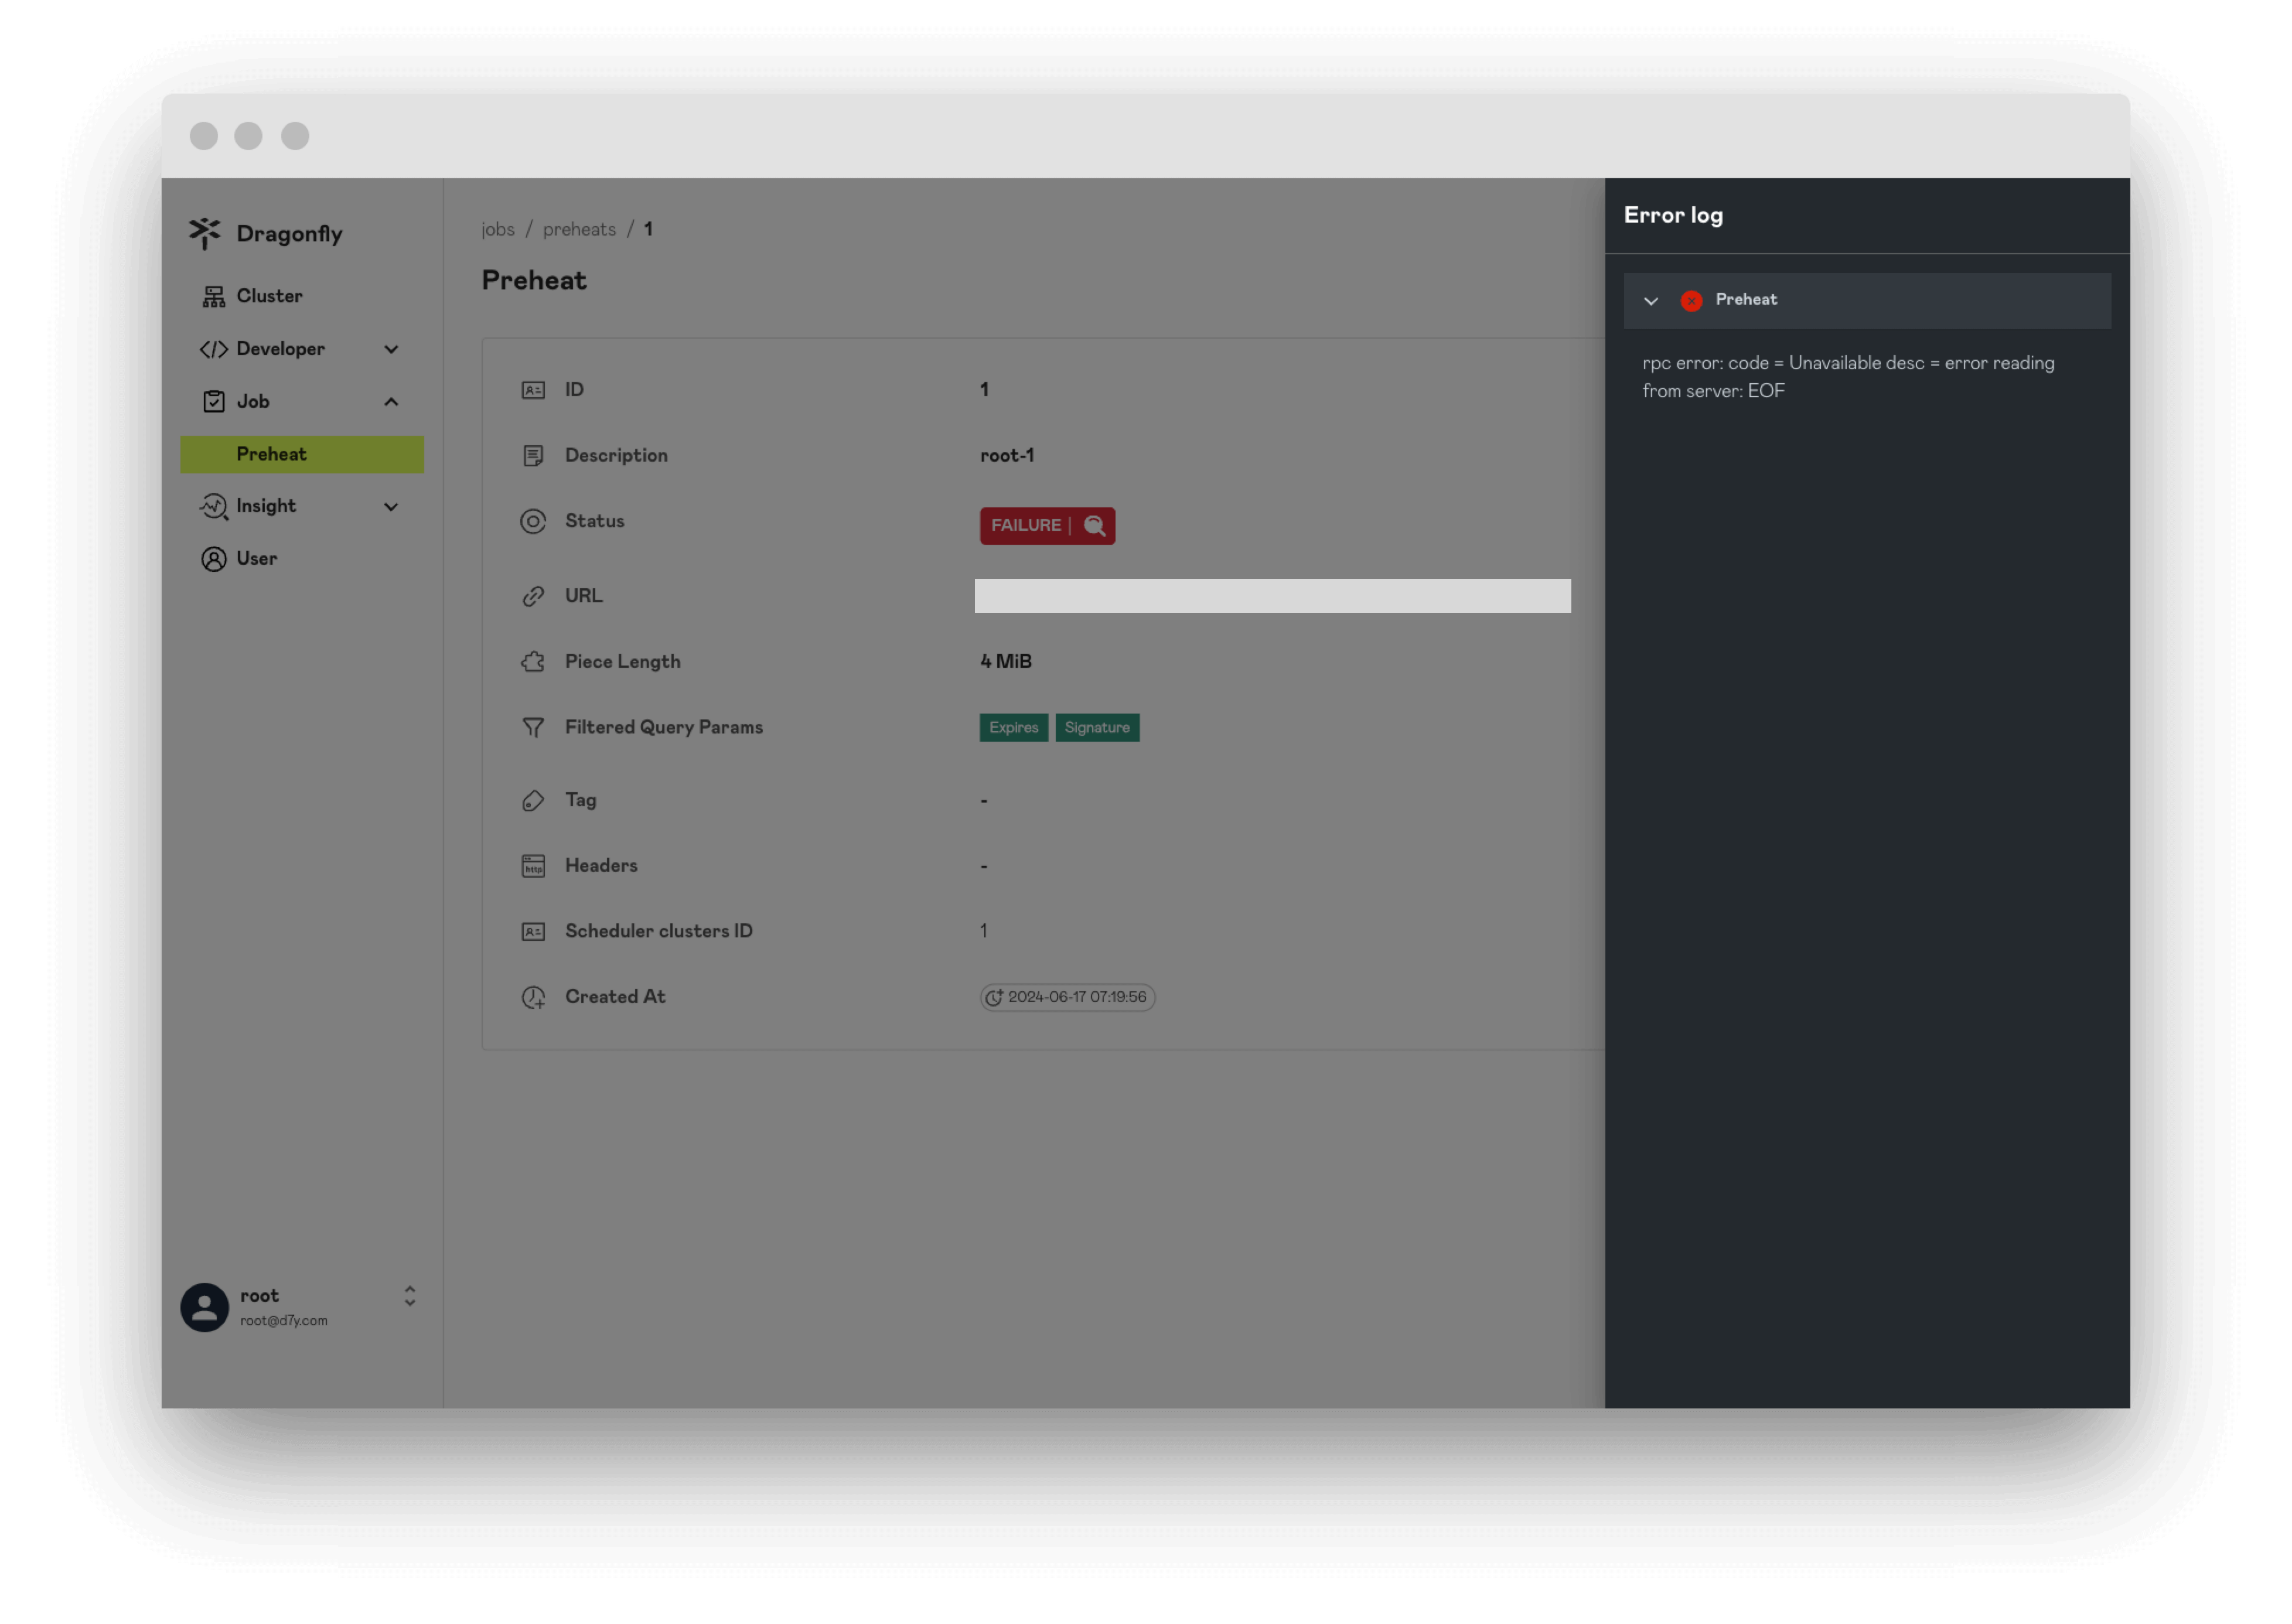 Dragonfly
Cluster
Developer
Job
Preheat
Insight
User
root
root@d7y.com
jobs / preheats / 1
Preheat
ID 1
Description root-1
Status FAILURE |
URL
Piece Length 4 MiB
Filtered Query Params Expires Signature
Tag -
http
Headers -
Scheduler clusters ID 1
Created At 2024-06-17 07:19:56
Error log
Preheat
rpc error: code = Unavailable desc = error reading
from server: EOF